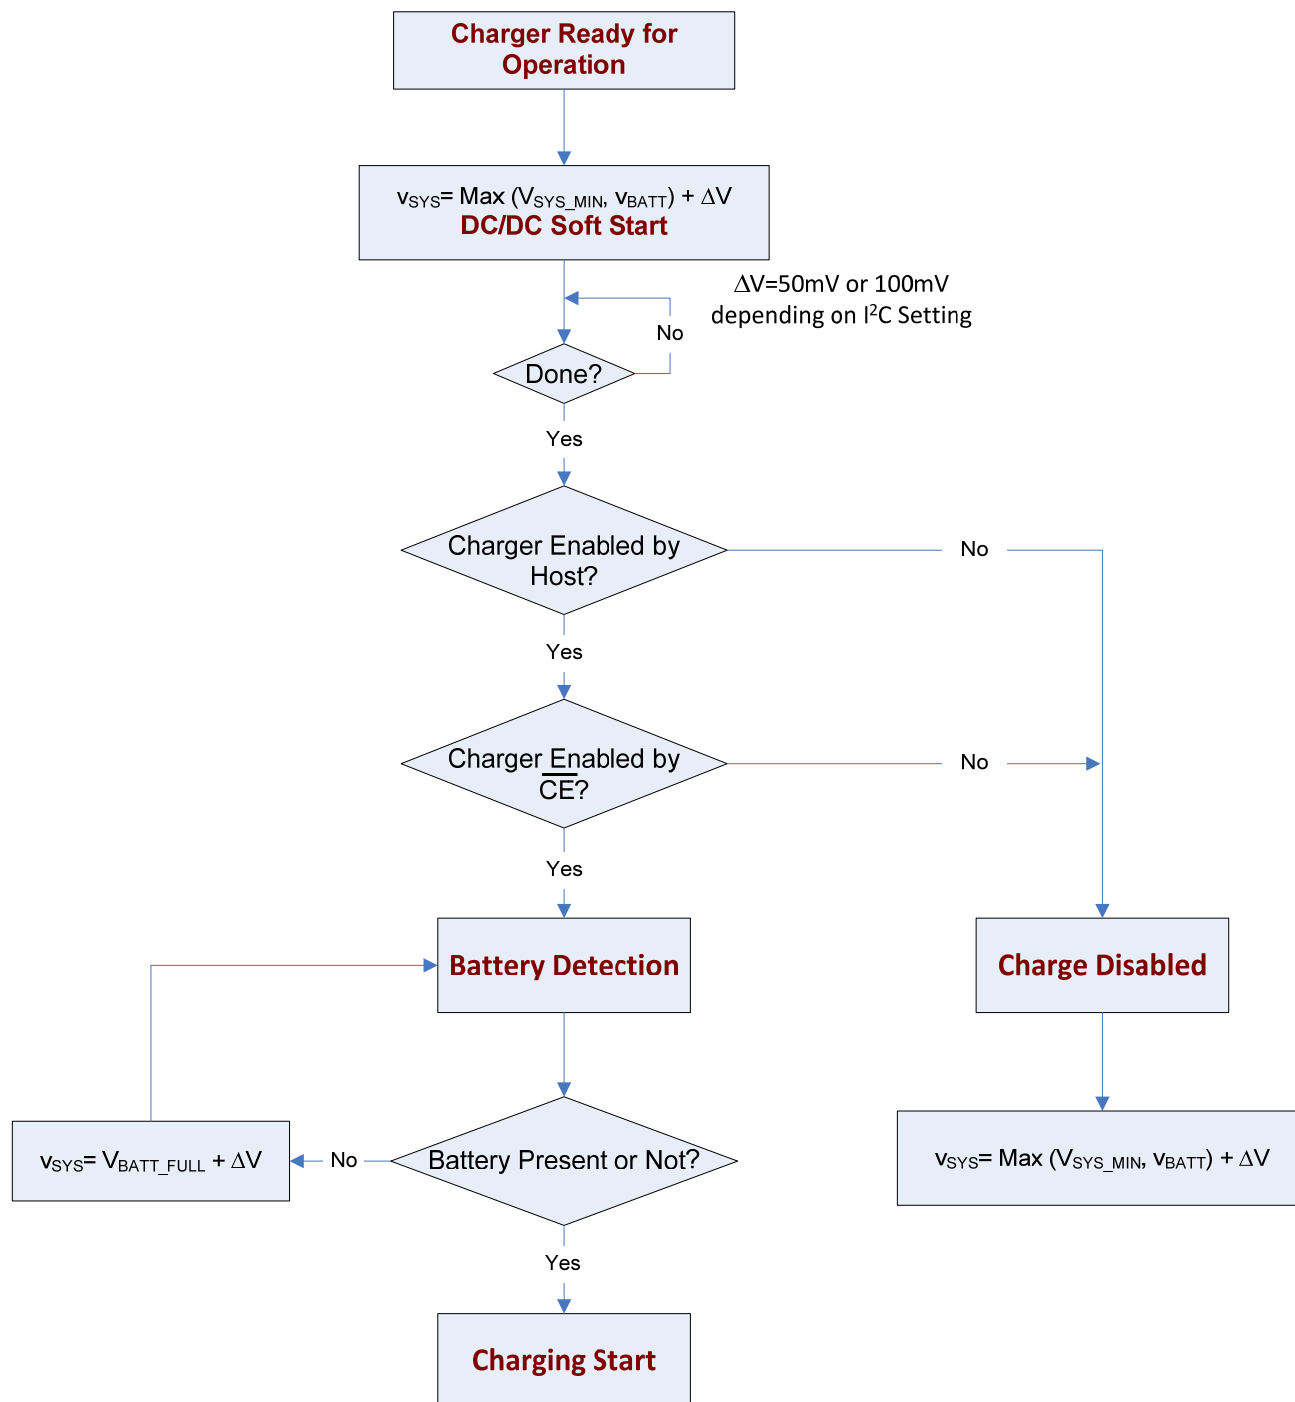 Charger Ready for
Operation
vSYS= Max (VSYS_MIN, vBATT) + ΔV
DC/DC Soft Start
ΔV=50mV or 100mV
depending on I²C Setting
No
Done?
Yes
Charger Enabled by
Host?
No
Yes
Charger Enabled by
C̅E̅?
No
Yes
Battery Detection
Charge Disabled
vSYS= VBATT_FULL + ΔV
No
Battery Present or Not?
vSYS= Max (VSYS_MIN, vBATT) + ΔV
Yes
Charging Start